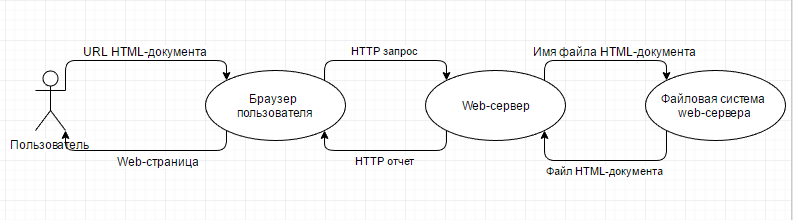 URL HTML-документа
HTTP запрос
Имя файла HTML-документа
Браузер
пользователя
Web-сервер
Файловая система
web-сервера
Пользователь
Web-страница
HTTP отчет
Файл HTML-документа